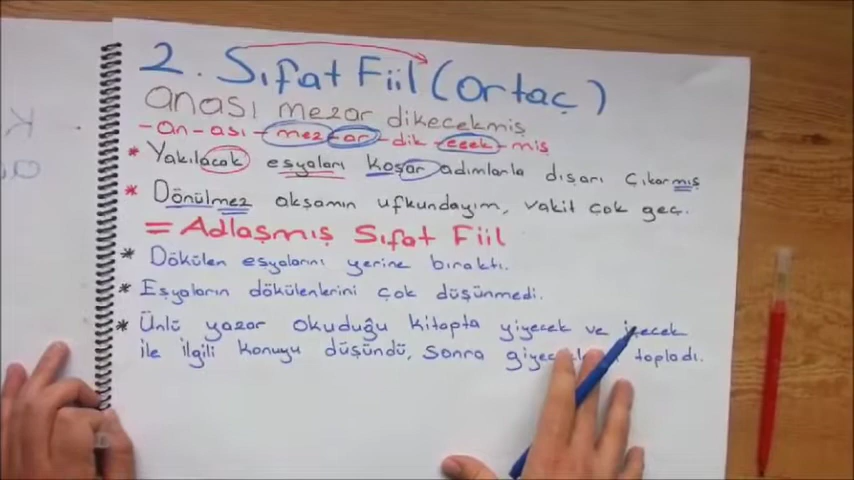 2. Sıfat Fiil (ortaç)
anası mezar dikecekmiş
-an-ası-mez-ar-dik-ecek-miş
* Yakılacak eşyaları koşar adımlarla dışarı çıkarmış
* Dönülmez akşamın ufkundayım, vakit çok geç.
= Adlaşmış Sıfat Fiil
* Dökülen eşyalarını yerine bıraktı.
* Eşyaların dökülenlerini çok düşünmedi.
* Ünlü yazar okuduğu kitapta yiyecek ve içecek
ile ilgili konuyu düşündü, sonra topladı.